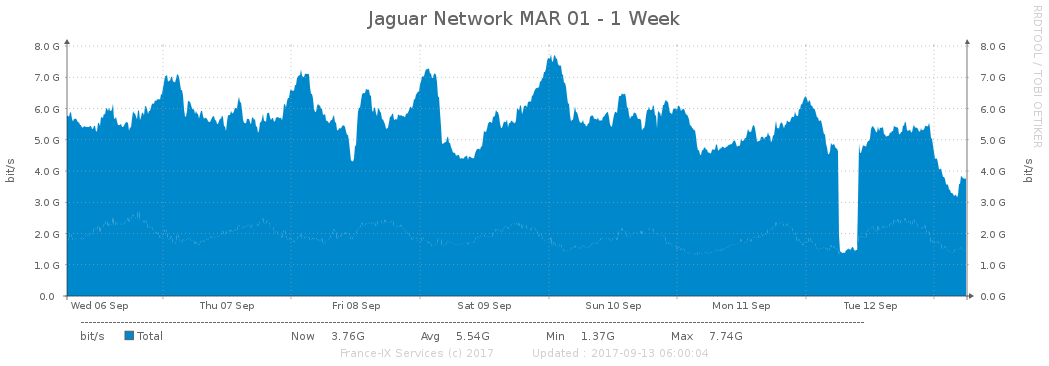 Jaguar Network MAR 01 - 1 Week
RRDTOOL / TOBI OETIKER
bit/s
8.0 G
7.0 G
6.0 G
5.0 G
4.0 G
3.0 G
2.0 G
1.0 G
0.0
8.0 G
7.0 G
6.0 G
5.0 G
4.0 G
3.0 G
2.0 G
1.0 G
0.0 G
bit/s
Wed 06 Sep Thu 07 Sep Fri 08 Sep Sat 09 Sep Sun 10 Sep Mon 11 Sep Tue 12 Sep
bit/s Total Now 3.76G Avg 5.54G Min 1.37G Max 7.74G
France-IX Services (c) 2017 Updated : 2017-09-13 06:00:04